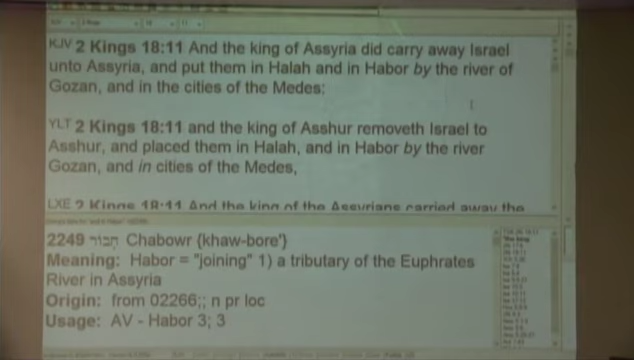 KJV 2 Kings 18:11 And the king of Assyria did carry away Israel
unto Assyria, and put them in Halah and in Habor by the river of
Gozan, and in the cities of the Medes:
YLT 2 Kings 18:11 and the king of Asshur removeth Israel to
Asshur, and placed them in Halah, and in Habor by the river
Gozan, and in cities of the Medes,
LXE 2 Kings 18:11 And the king of the Assyrians carried away the
2249 חָבוֹר Chabowr {khaw-bore'}
Meaning: Habor = "joining" 1) a tributary of the Euphrates
River in Assyria
Origin: from 02266;; n pr loc
Usage: AV - Habor 3; 3